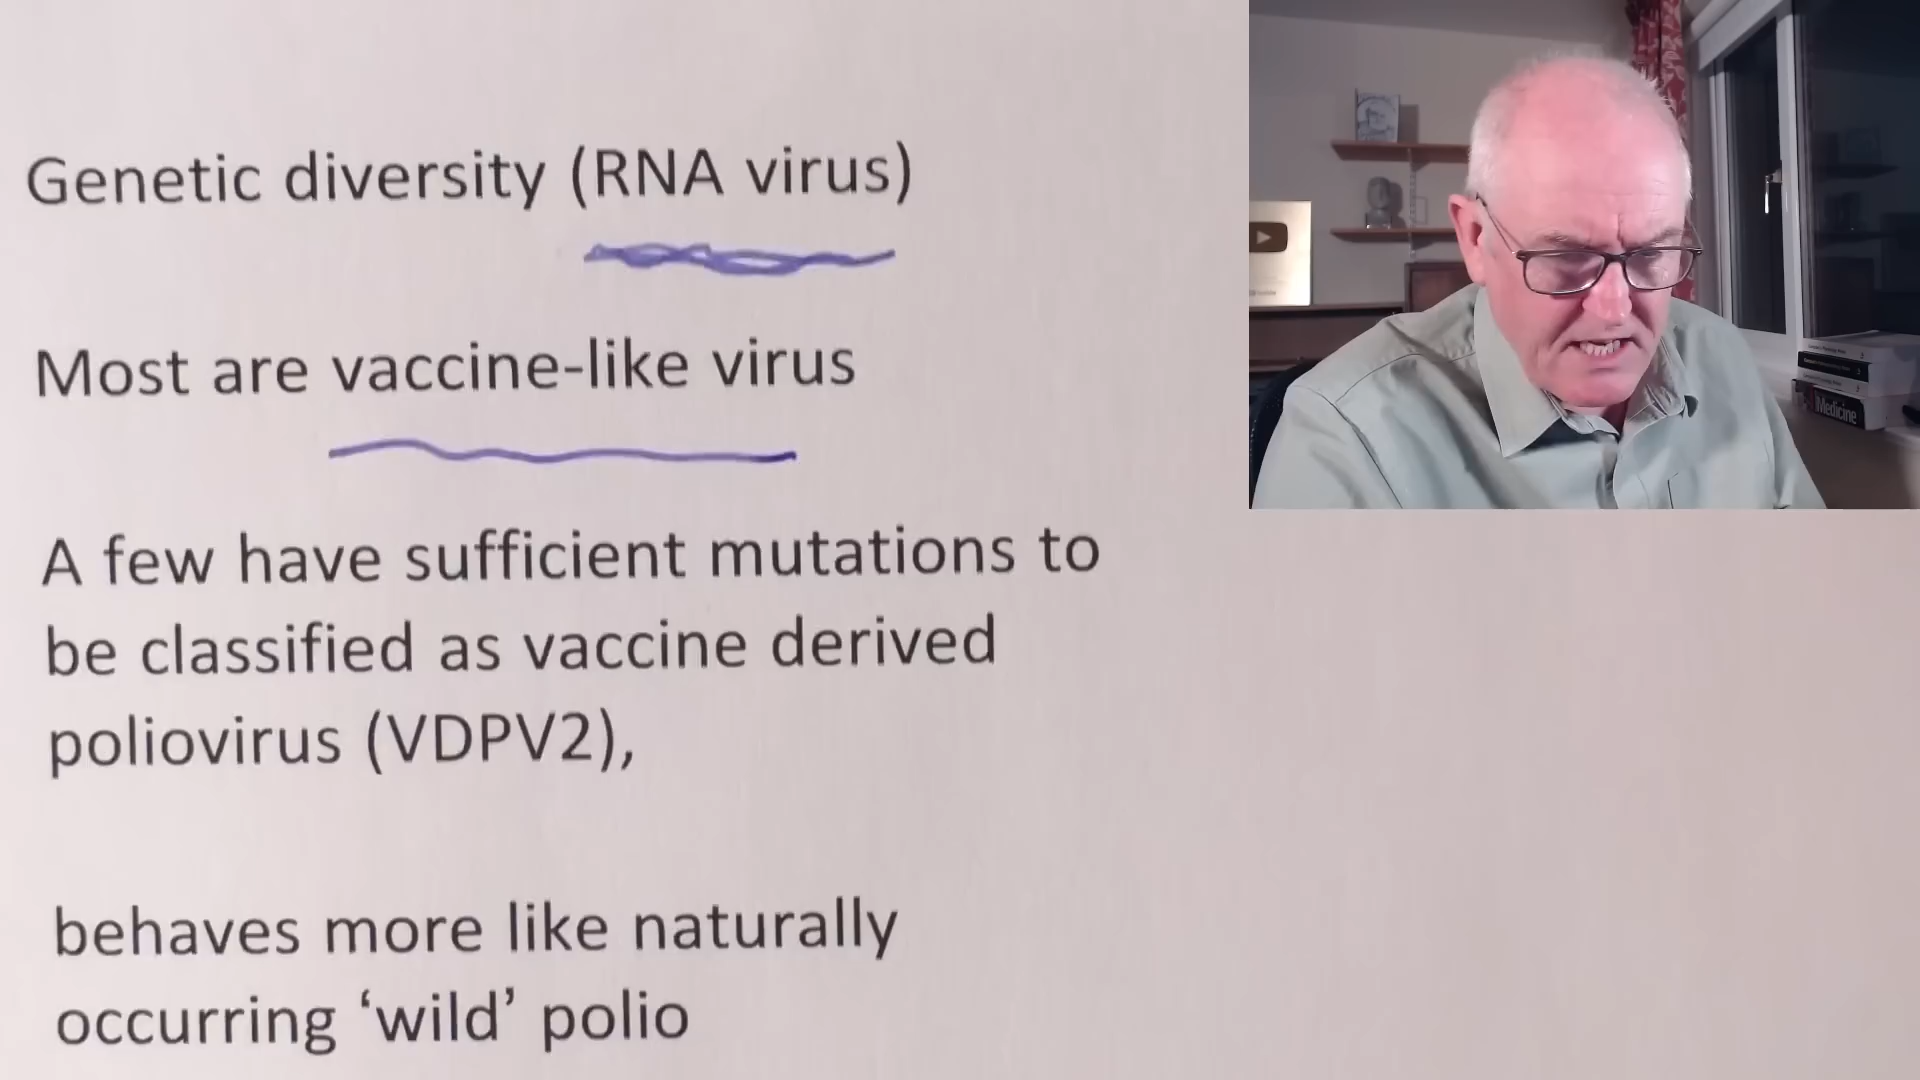 Genetic diversity (RNA virus)
Most are vaccine-like virus
A few have sufficient mutations to
be classified as vaccine derived
poliovirus (VDPV2),
behaves more like naturally
occurring ‘wild’ polio
Medicine